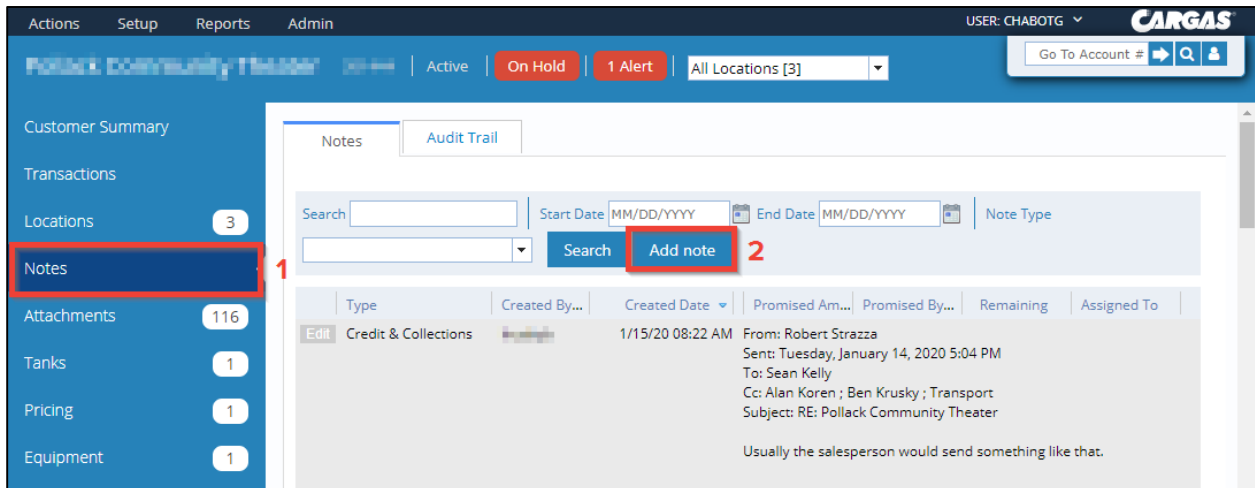 Actions Setup Reports Admin USER: CHABOTG CARGAS
Active On Hold 1 Alert All Locations [3] Go To Account #
Customer Summary
Transactions
Locations 3
Notes 1
Attachments 116
Tanks 1
Pricing 1
Equipment 1
Notes Audit Trail
Search Start Date MM/DD/YYYY End Date MM/DD/YYYY Note Type
Search Add note 2
Type Created By... Created Date Promised Am... Promised By... Remaining Assigned To
Edit Credit & Collections 1/15/20 08:22 AM From: Robert Strazza
Sent: Tuesday, January 14, 2020 5:04 PM
To: Sean Kelly
Cc: Alan Koren ; Ben Krusky ; Transport
Subject: RE: Pollack Community Theater
Usually the salesperson would send something like that.